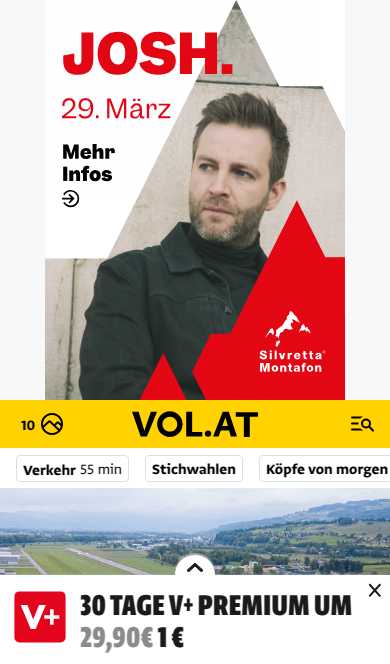 JOSH.
29. März
Mehr
Infos
Silvretta®
Montafon
10 VOL.AT
Verkehr 55 min Stichwahlen Köpfe von morgen
V+ 30 TAGE V+ PREMIUM UM
29,90€ 1 €